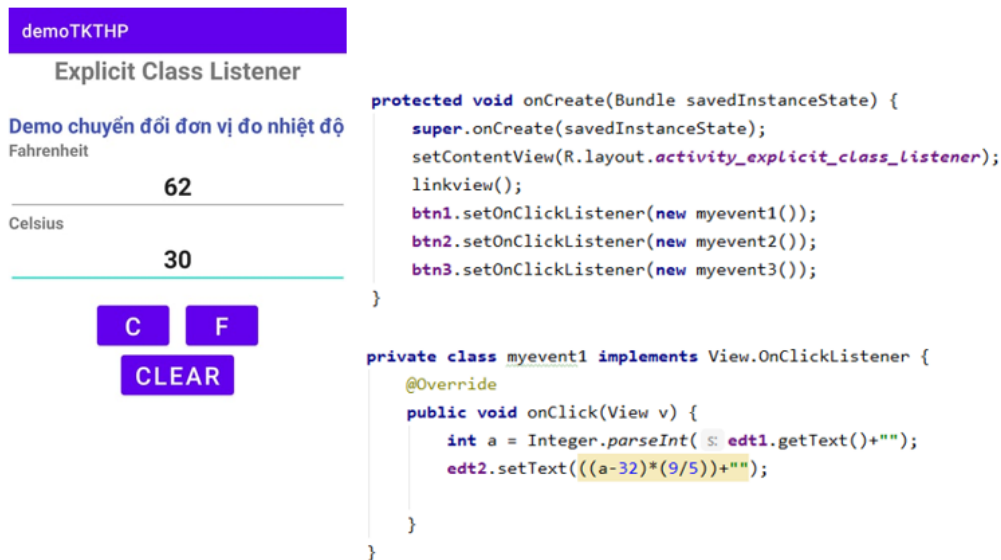 demoTKTHP
Explicit Class Listener
Demo chuyển đổi đơn vị đo nhiệt độ
Fahrenheit
62
Celsius
30
C F
CLEAR
protected void onCreate(Bundle savedInstanceState) {
super.onCreate(savedInstanceState);
setContentView(R.layout.activity_explicit_class_listener);
linkview();
btn1.setOnClickListener(new myevent1());
btn2.setOnClickListener(new myevent2());
btn3.setOnClickListener(new myevent3());
}
private class myevent1 implements View.OnClickListener {
@Override
public void onClick(View v) {
int a = Integer.parseInt( s: edt1.getText()+"");
edt2.setText(((a-32)*(9/5))+"");
}
}